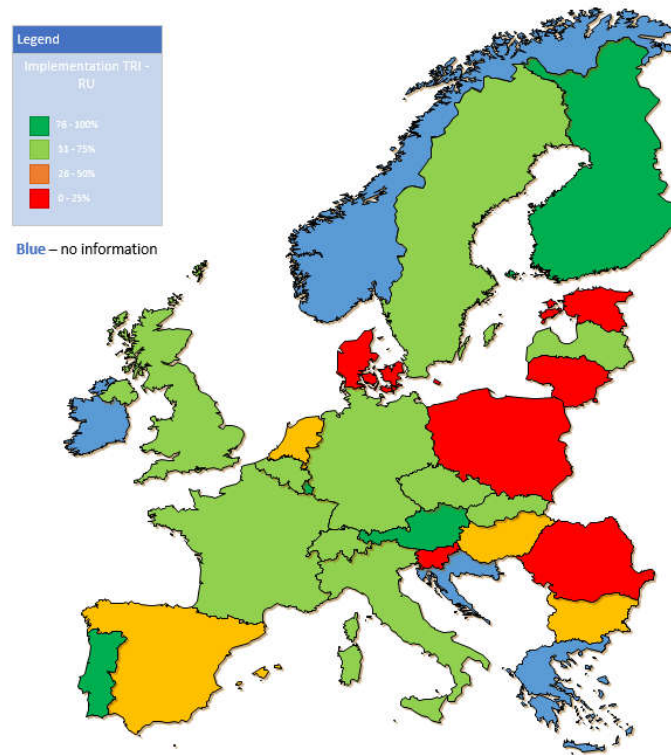 Legend
Implementation TRI -
RU
76 - 100%
51 - 75%
26 - 50%
0 - 25%
Blue – no information